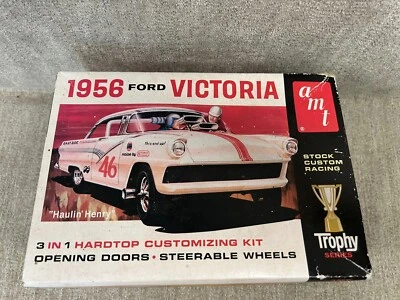 1956 FORD VICTORIA
amt
®
STOCK
CUSTOM
RACING
46
"Haulin' Henry"
3 IN 1 HARDTOP CUSTOMIZING KIT
OPENING DOORS • STEERABLE WHEELS
Trophy
SERIES